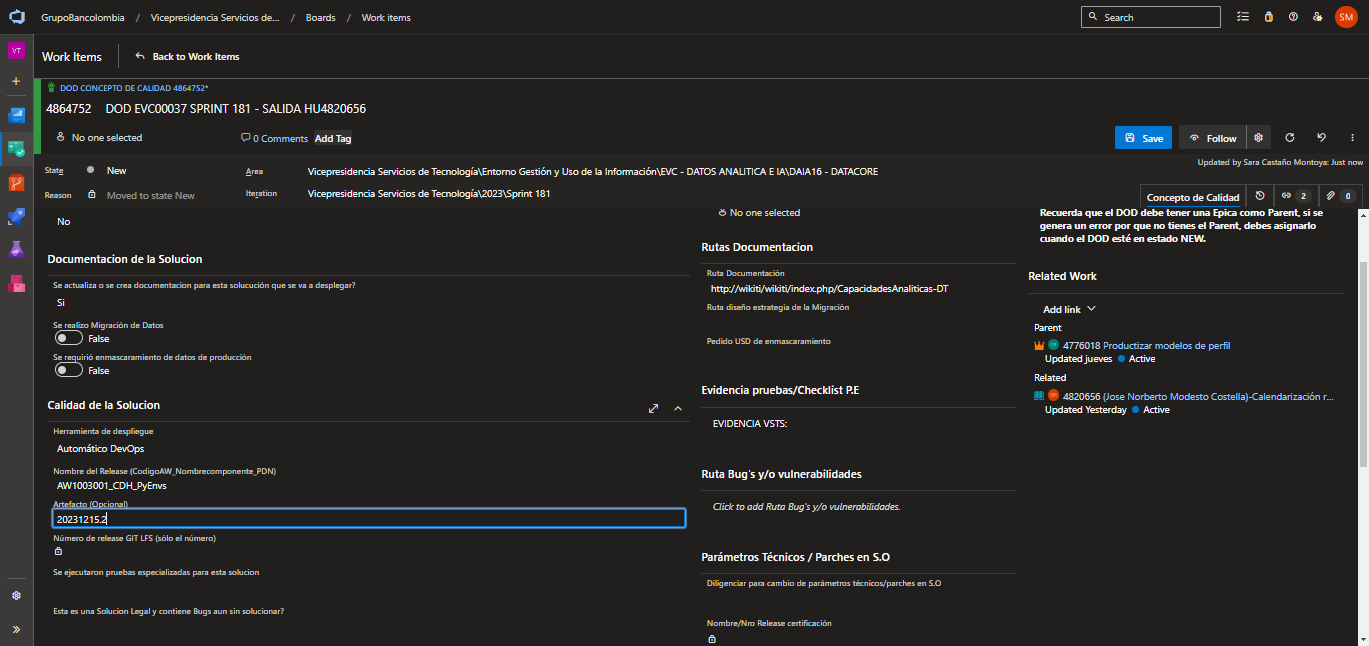 GrupoBancolombia / Vicepresidencia Servicios de... / Boards / Work items
Search
SM
VT
Work Items
Back to Work Items
DOD CONCEPTO DE CALIDAD 4864752*
4864752 DOD EVC00037 SPRINT 181 - SALIDA HU4820656
No one selected
0 Comments
Add Tag
Save
Follow
Updated by Sara Castaño Montoya: Just now
State
New
Area
Vicepresidencia Servicios de Tecnología\Entorno Gestión y Uso de la Información\EVC - DATOS ANALITICA E IA\DAIA16 - DATACORE
Reason
Moved to state New
Iteration
Vicepresidencia Servicios de Tecnología\2023\Sprint 181
Concepto de Calidad
2
0
No
Documentacion de la Solucion
Se actualiza o se crea documentacion para esta solucución que se va a desplegar?
Si
Se realizo Migración de Datos
False
Se requirió enmascaramiento de datos de producción
False
Calidad de la Solucion
Herramienta de despliegue
Automático DevOps
Nombre del Release (CodigoAW_Nombrecomponente_PDN)
AW1003001_CDH_PyEnvs
Artefacto (Opcional)
20231215.2
Número de release GIT LFS (sólo el número)
Se ejecutaron pruebas especializadas para esta solucion
Esta es una Solucion Legal y contiene Bugs aun sin solucionar?
No one selected
Rutas Documentacion
Ruta Documentación
http://wikiti/wikiti/index.php/CapacidadesAnaliticas-DT
Ruta diseño estrategia de la Migración
Pedido USD de enmascaramiento
Evidencia pruebas/Checklist P.E
EVIDENCIA VSTS:
Ruta Bug's y/o vulnerabilidades
Click to add Ruta Bug's y/o vulnerabilidades.
Parámetros Técnicos / Parches en S.O
Diligenciar para cambio de parámetros técnicos/parches en S.O
Nombre/Nro Release certificación
Recuerda que el DOD debe tener una Epica como Parent, si se
genera un error por que no tienes el Parent, debes asignarlo
cuando el DOD esté en estado NEW.
Related Work
Add link
Parent
4776018 Productizar modelos de perfil
Updated jueves
Active
Related
4820656 (Jose Norberto Modesto Costella)-Calendarización r...
Updated Yesterday
Active